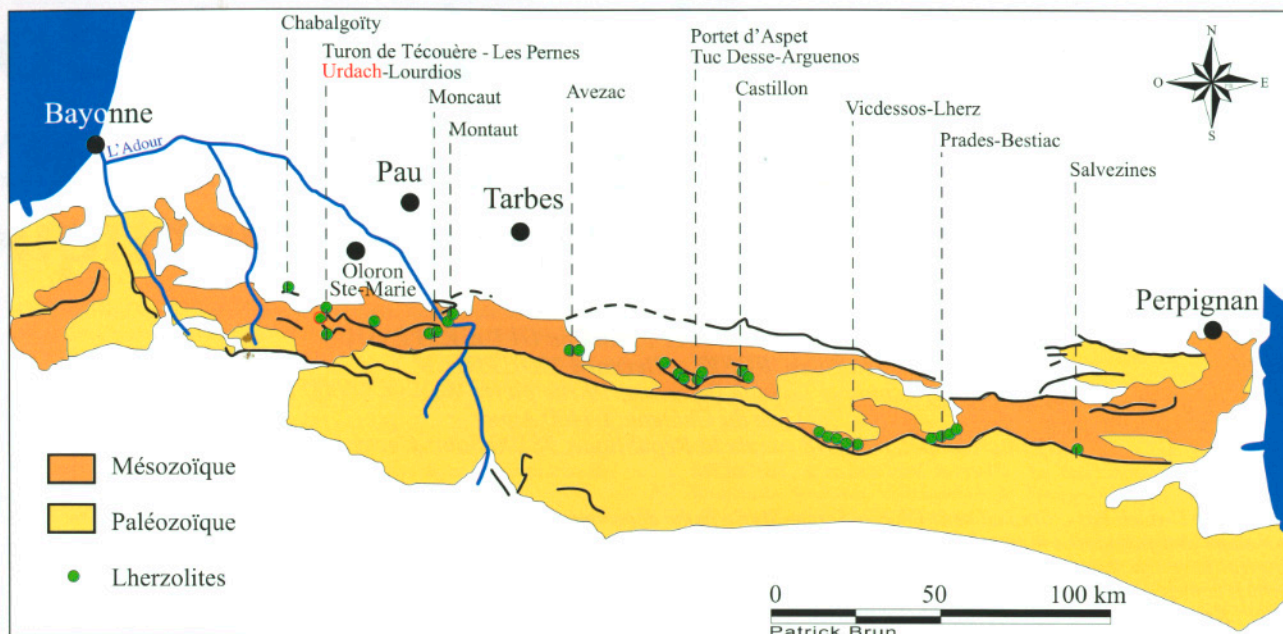 Chabalgoïty
Turon de Técouère - Les Pernes
Urdach-Lourdios
Moncaut
Montaut
Avezac
Portet d'Aspet
Tuc Desse-Arguenos
Castillon
Vicdessos-Lherz
Prades-Bestiac
Salvezines
N
O
E
S
Bayonne
L'Adour
Pau
Tarbes
Oloron
Ste-Marie
Perpignan
Mésozoïque
Paléozoïque
Lherzolites
0 50 100 km
Patrick Brun